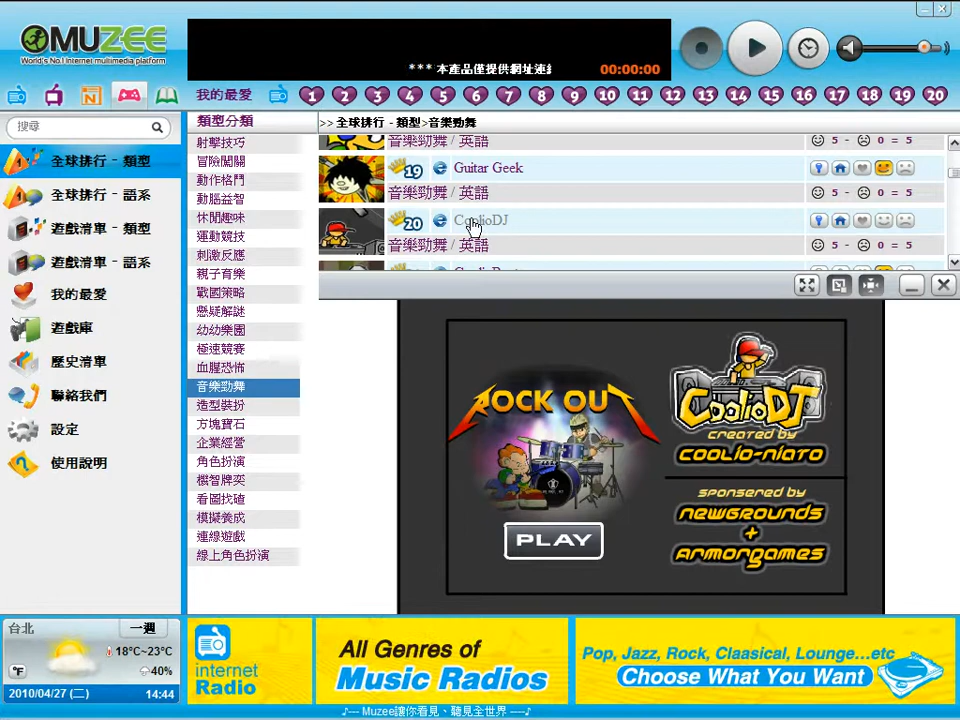 MUZEE
World's No.1 Internet multimedia platform
*** 本產品僅提供網址連結
00:00:00
我的最愛
1 2 3 4 5 6 7 8 9 10 11 12 13 14 15 16 17 18 19 20
搜尋
全球排行 - 類型
全球排行 - 語系
遊戲清單 - 類型
遊戲清單 - 語系
我的最愛
遊戲庫
歷史清單
聯絡我們
設定
使用說明
類型分類
射擊技巧
冒險闖關
動作格鬥
動腦益智
休閒趣味
運動競技
刺激反應
親子育樂
戰國策略
懸疑解謎
幼幼樂園
極速競賽
血腥恐怖
音樂勁舞
造型裝扮
方塊寶石
企業經營
角色扮演
機智牌奕
看圖找碴
模擬養成
連線遊戲
線上角色扮演
>> 全球排行 - 類型>音樂勁舞
音樂勁舞 / 英語
5 - 0 = 5
19 Guitar Geek
音樂勁舞 / 英語
5 - 0 = 5
20 CoolioDJ
音樂勁舞 / 英語
5 - 0 = 5
ROCK OUT
PLAY
CoolioDJ
created by
Coolio-Niato
sponsered by
newgrounds
+
armorgames
台北
一週
18°C~23°C
°F
40%
2010/04/27 (二)
14:44
internet
Radio
All Genres of
Music Radios
Pop, Jazz, Rock, Claasical, Lounge...etc
Choose What You Want
♪── Muzee讓你看見、聽見全世界 ──♪